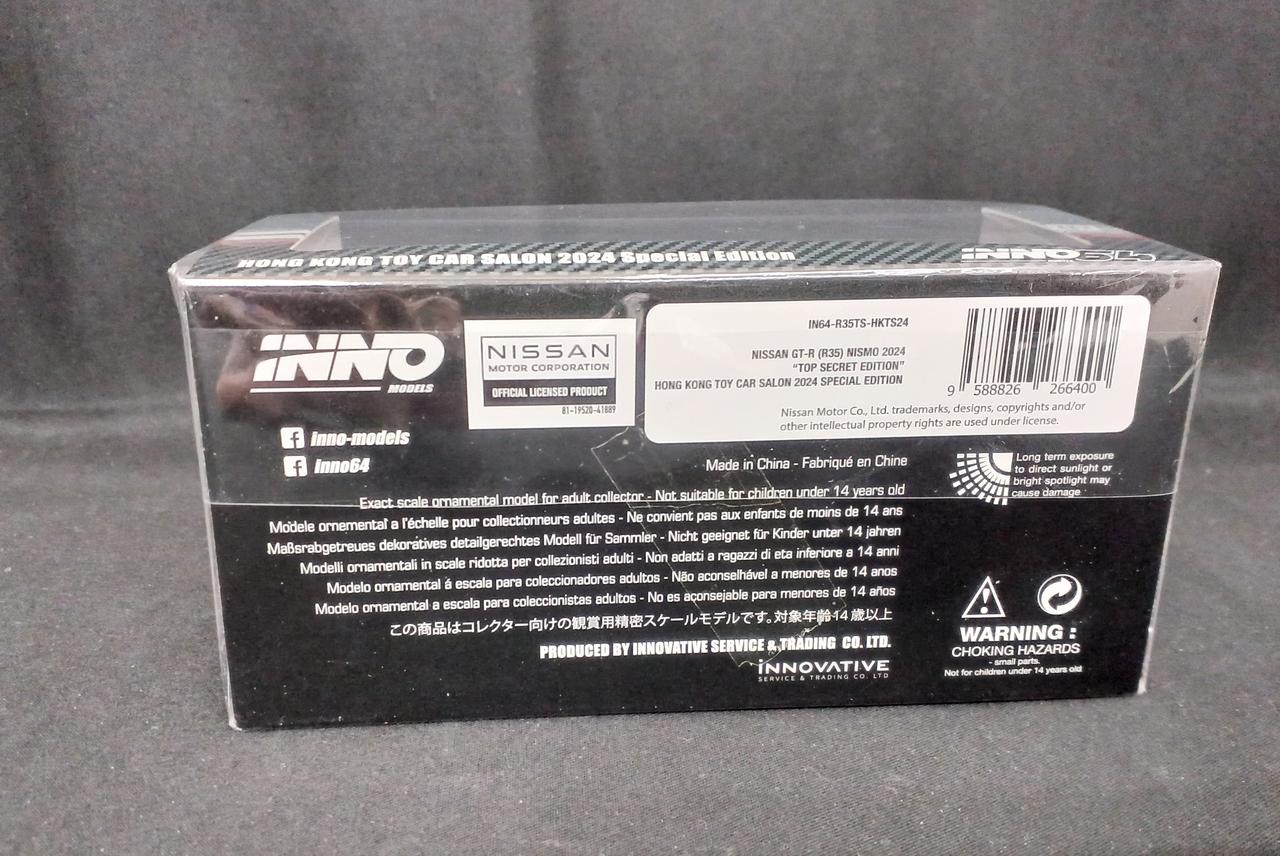 HONG KONG TOY CAR SALON 2024 Special Edition
INNO64
INNO
MODELS
NISSAN
MOTOR CORPORATION
OFFICIAL LICENSED PRODUCT
81-19520-41889
IN64-R35TS-HKTS24
NISSAN GT-R (R35) NISMO 2024
“TOP SECRET EDITION”
HONG KONG TOY CAR SALON 2024 SPECIAL EDITION
9 588826 266400
Nissan Motor Co., Ltd. trademarks, designs, copyrights and/or
other intellectual property rights are used under license.
f inno-models
f inno64
Made in China - Fabriqué en Chine
Long term exposure
to direct sunlight or
bright spotlight may
cause damage
Exact scale ornamental model for adult collector - Not suitable for children under 14 years old
Modele ornemental a l'échelle pour collectionneurs adultes - Ne convient pas aux enfants de moins de 14 ans
Maßsrabgetreues dekoratives detailgerechtes Modell für Sammler - Nicht geeignet für Kinder unter 14 jahren
Modelli ornamentali in scale ridotta per collezionisti adulti - Non adatti a ragazzi di eta inferiore a 14 anni
Modelo ornamental á escala para coleccionadores adultos - Não aconselhável a menores de 14 anos
Modelo ornamental a escala para coleccionistas adultos - No es aconsejable para menores de 14 años
この商品はコレクター向けの観賞用精密スケールモデルです。対象年齢14歳以上
PRODUCED BY INNOVATIVE SERVICE & TRADING CO. LTD.
INNOVATIVE
SERVICE & TRADING CO. LTD
WARNING :
CHOKING HAZARDS
- small parts.
Not for children under 14 years old